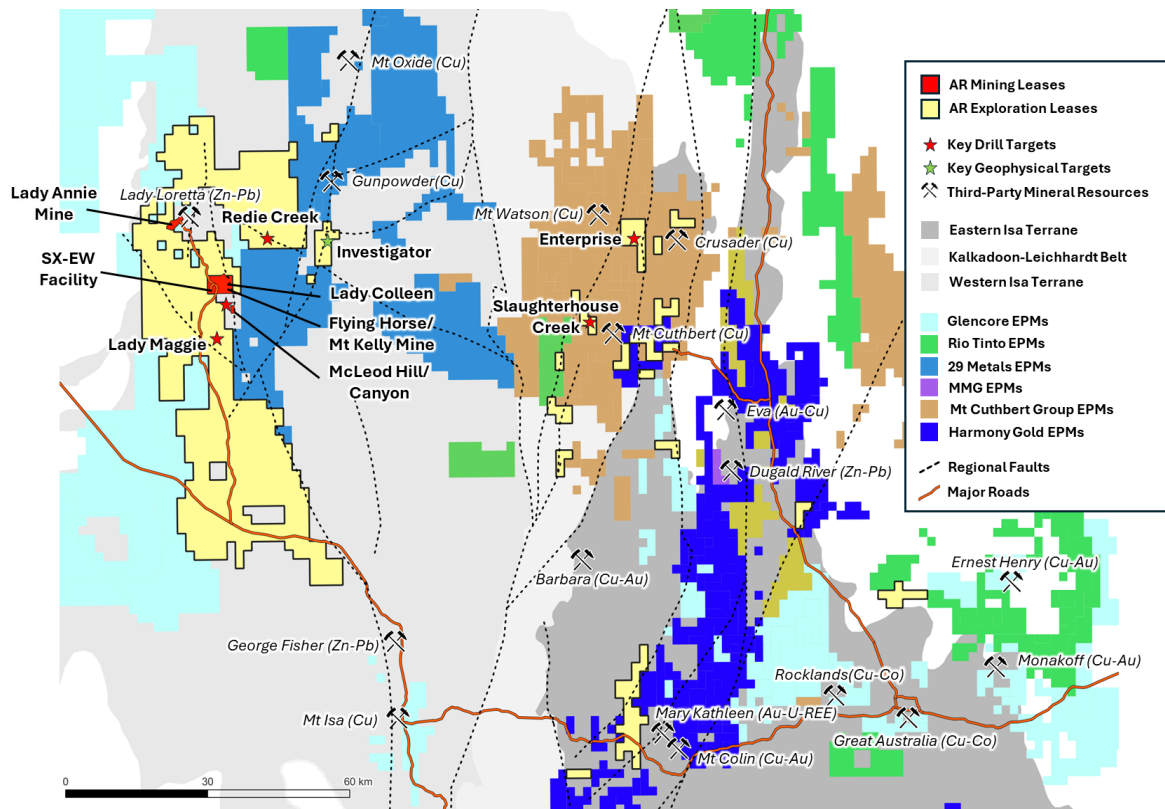 Mt Oxide (Cu)
Gunpowder (Cu)
Lady Annie
Mine
Lady Loretta (Zn-Pb)
Redie Creek
Investigator
SX-EW
Facility
Lady Colleen
Flying Horse/
Mt Kelly Mine
Lady Maggie
McLeod Hill/
Canyon
Mt Watson (Cu)
Enterprise
Crusader (Cu)
Slaughterhouse
Creek
Mt Cuthbert (Cu)
Eva (Au-Cu)
Dugald River (Zn-Pb)
Barbara (Cu-Au)
Ernest Henry (Cu-Au)
George Fisher (Zn-Pb)
Monakoff (Cu-Au)
Rocklands(Cu-Co)
Mt Isa (Cu)
Mary Kathleen (Au-U-REE)
Great Australia (Cu-Co)
Mt Colin (Cu-Au)
0 30 60 km
AR Mining Leases
AR Exploration Leases
Key Drill Targets
Key Geophysical Targets
Third-Party Mineral Resources
Eastern Isa Terrane
Kalkadoon-Leichhardt Belt
Western Isa Terrane
Glencore EPMs
Rio Tinto EPMs
29 Metals EPMs
MMG EPMs
Mt Cuthbert Group EPMs
Harmony Gold EPMs
Regional Faults
Major Roads